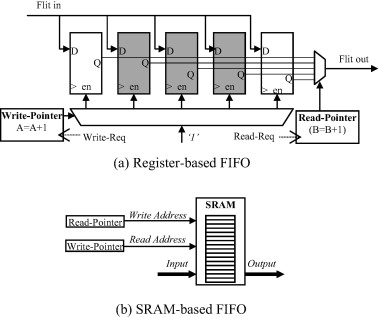 Flit in
D
D
D
D
D
Q
Q
Q
Q
Q
Flit out
> en
> en
> en
> en
> en
Write-Pointer
A=A+1
Write-Req
'1'
Read-Req
Read-Pointer
(B=B+1)
(a) Register-based FIFO
SRAM
Read-Pointer
Write Address
Write-Pointer
Read Address
Input
Output
(b) SRAM-based FIFO